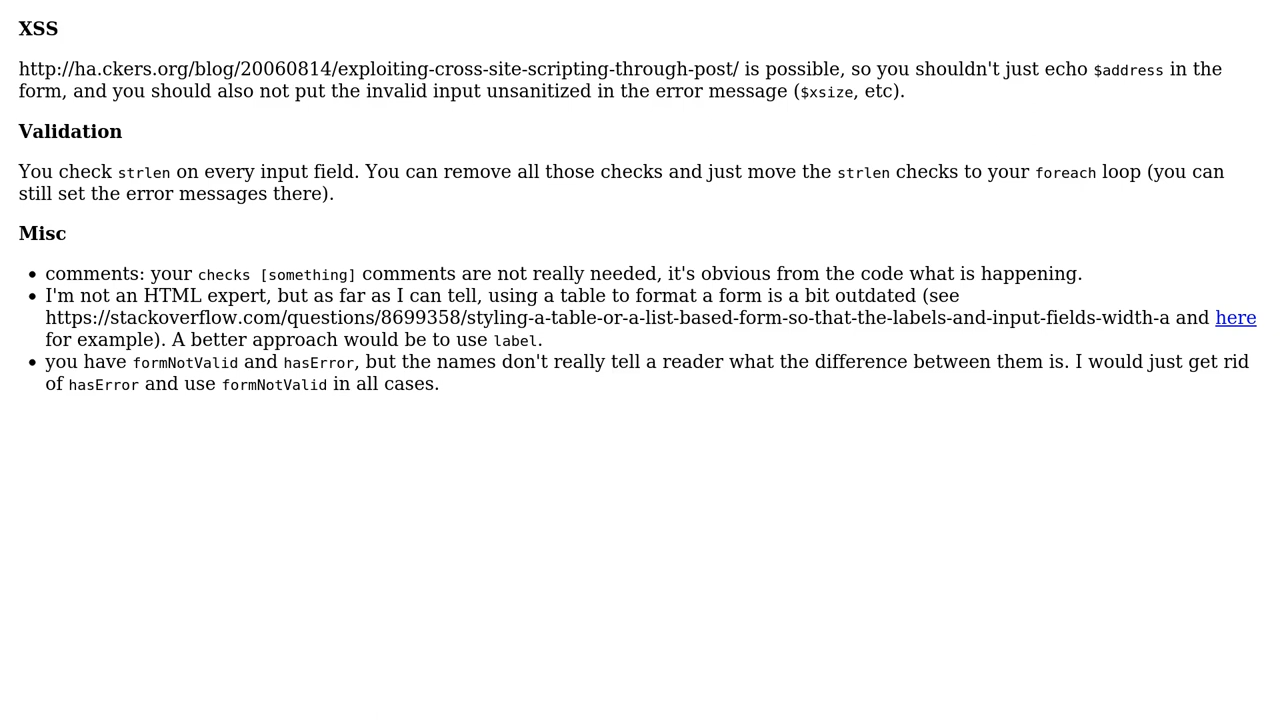 XSS
http://ha.ckers.org/blog/20060814/exploiting-cross-site-scripting-through-post/ is possible, so you shouldn't just echo $address in the
form, and you should also not put the invalid input unsanitized in the error message ($xsize, etc).
Validation
You check strlen on every input field. You can remove all those checks and just move the strlen checks to your foreach loop (you can
still set the error messages there).
Misc
• comments: your checks [something] comments are not really needed, it's obvious from the code what is happening.
• I'm not an HTML expert, but as far as I can tell, using a table to format a form is a bit outdated (see
https://stackoverflow.com/questions/8699358/styling-a-table-or-a-list-based-form-so-that-the-labels-and-input-fields-width-a and here
for example). A better approach would be to use label.
• you have formNotValid and hasError, but the names don't really tell a reader what the difference between them is. I would just get rid
of hasError and use formNotValid in all cases.